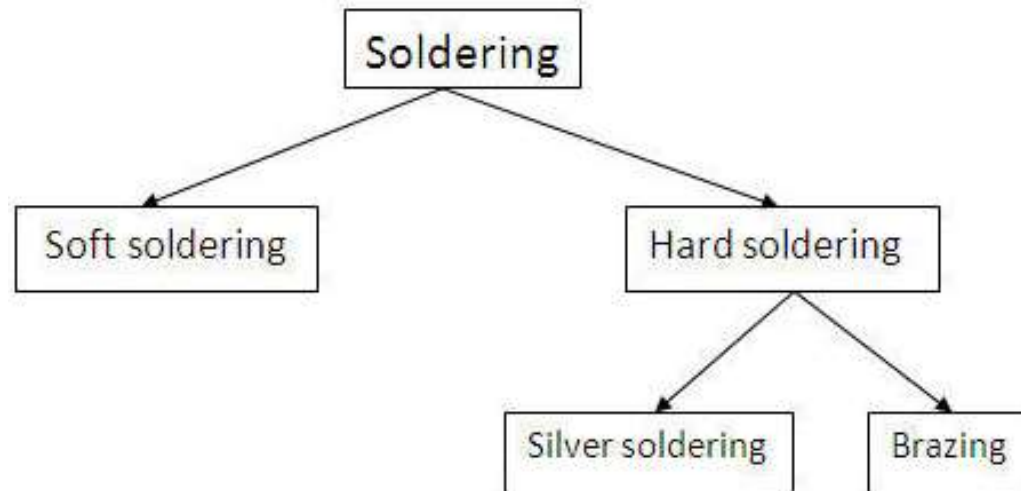 Soldering
Soft soldering
Hard soldering
Silver soldering
Brazing